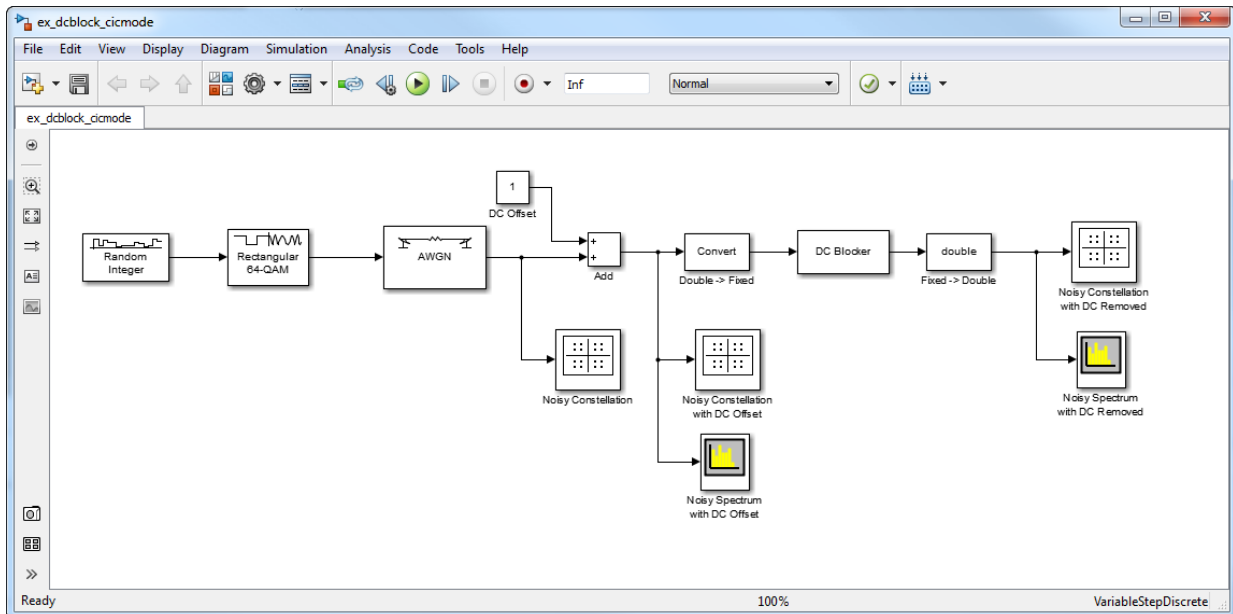 ex_dcblock_cicmode
File Edit View Display Diagram Simulation Analysis Code Tools Help
Inf Normal
ex_dcblock_cicmode
1
DC Offset
Random
Integer
Rectangular
64-QAM
AWGN
+
+
Add
Convert
Double -> Fixed
DC Blocker
double
Fixed -> Double
Noisy Constellation
with DC Removed
Noisy Constellation
Noisy Constellation
with DC Offset
Noisy Spectrum
with DC Removed
Noisy Spectrum
with DC Offset
Ready 100% VariableStepDiscrete